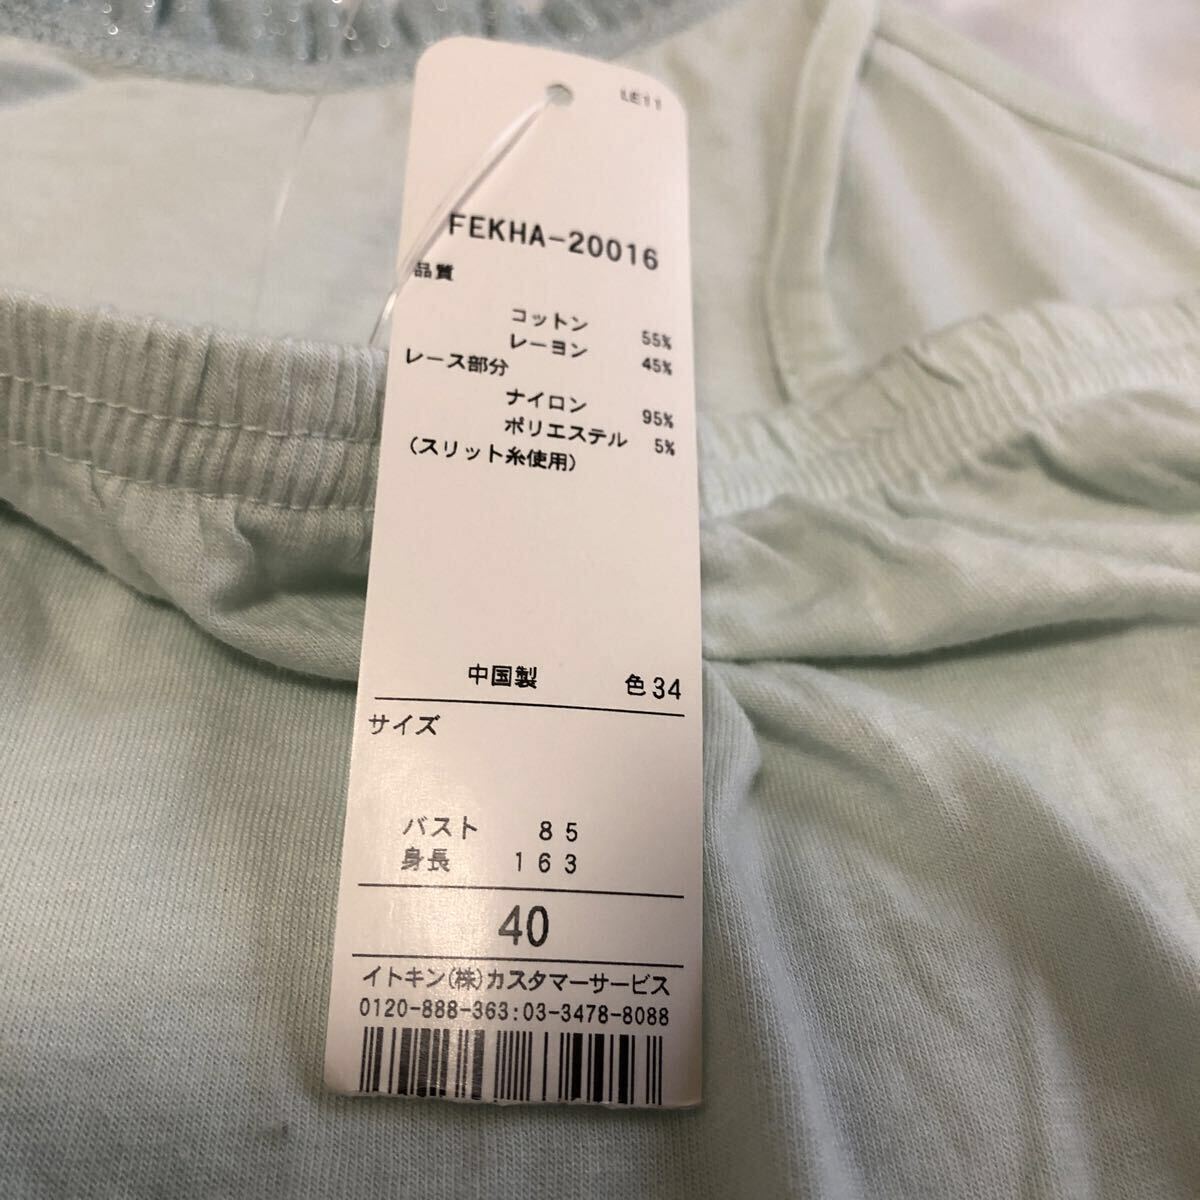 LE11
FEKHA-20016
品質
コットン 55%
レーヨン 45%
レース部分
ナイロン 95%
ポリエステル 5%
(スリット糸使用)
中国製 色34
サイズ
バスト 85
身長 163
40
イトキン(株)カスタマーサービス
0120-888-363:03-3478-8088